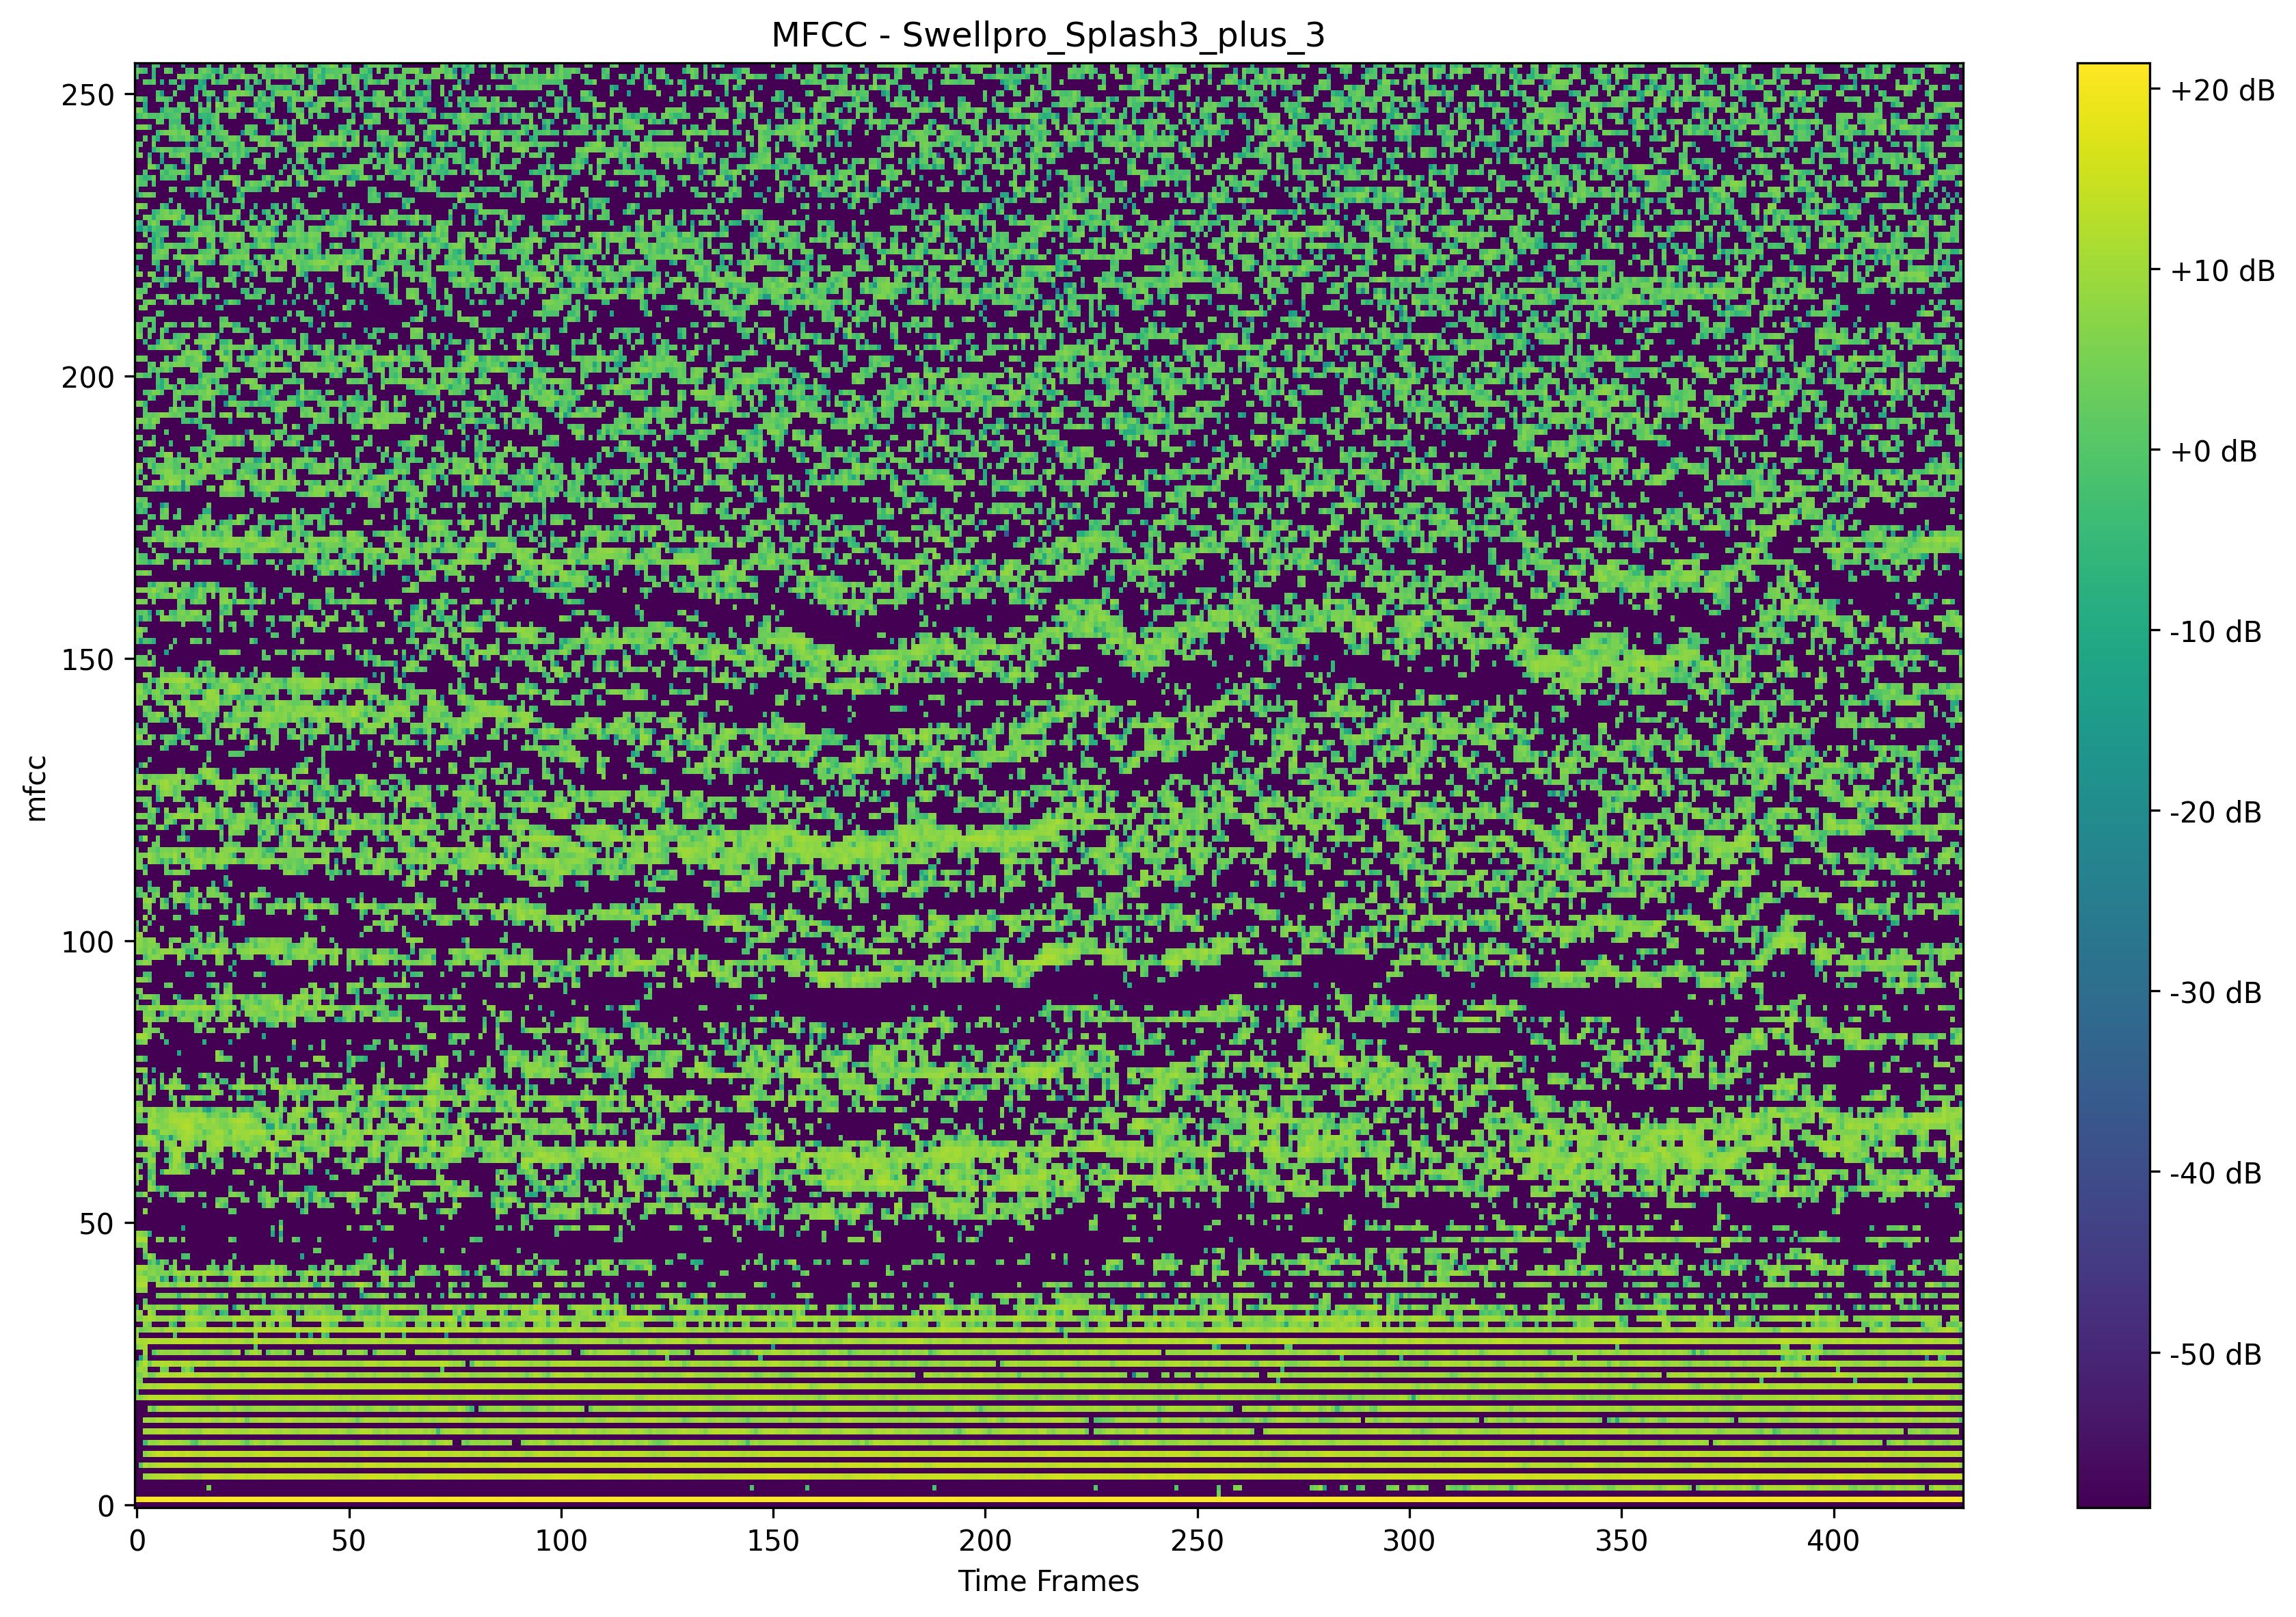 MFCC - Swellpro_Splash3_plus_3
250
200
150
100
50
0
mfcc
0 50 100 150 200 250 300 350 400
Time Frames
+20 dB
+10 dB
+0 dB
-10 dB
-20 dB
-30 dB
-40 dB
-50 dB